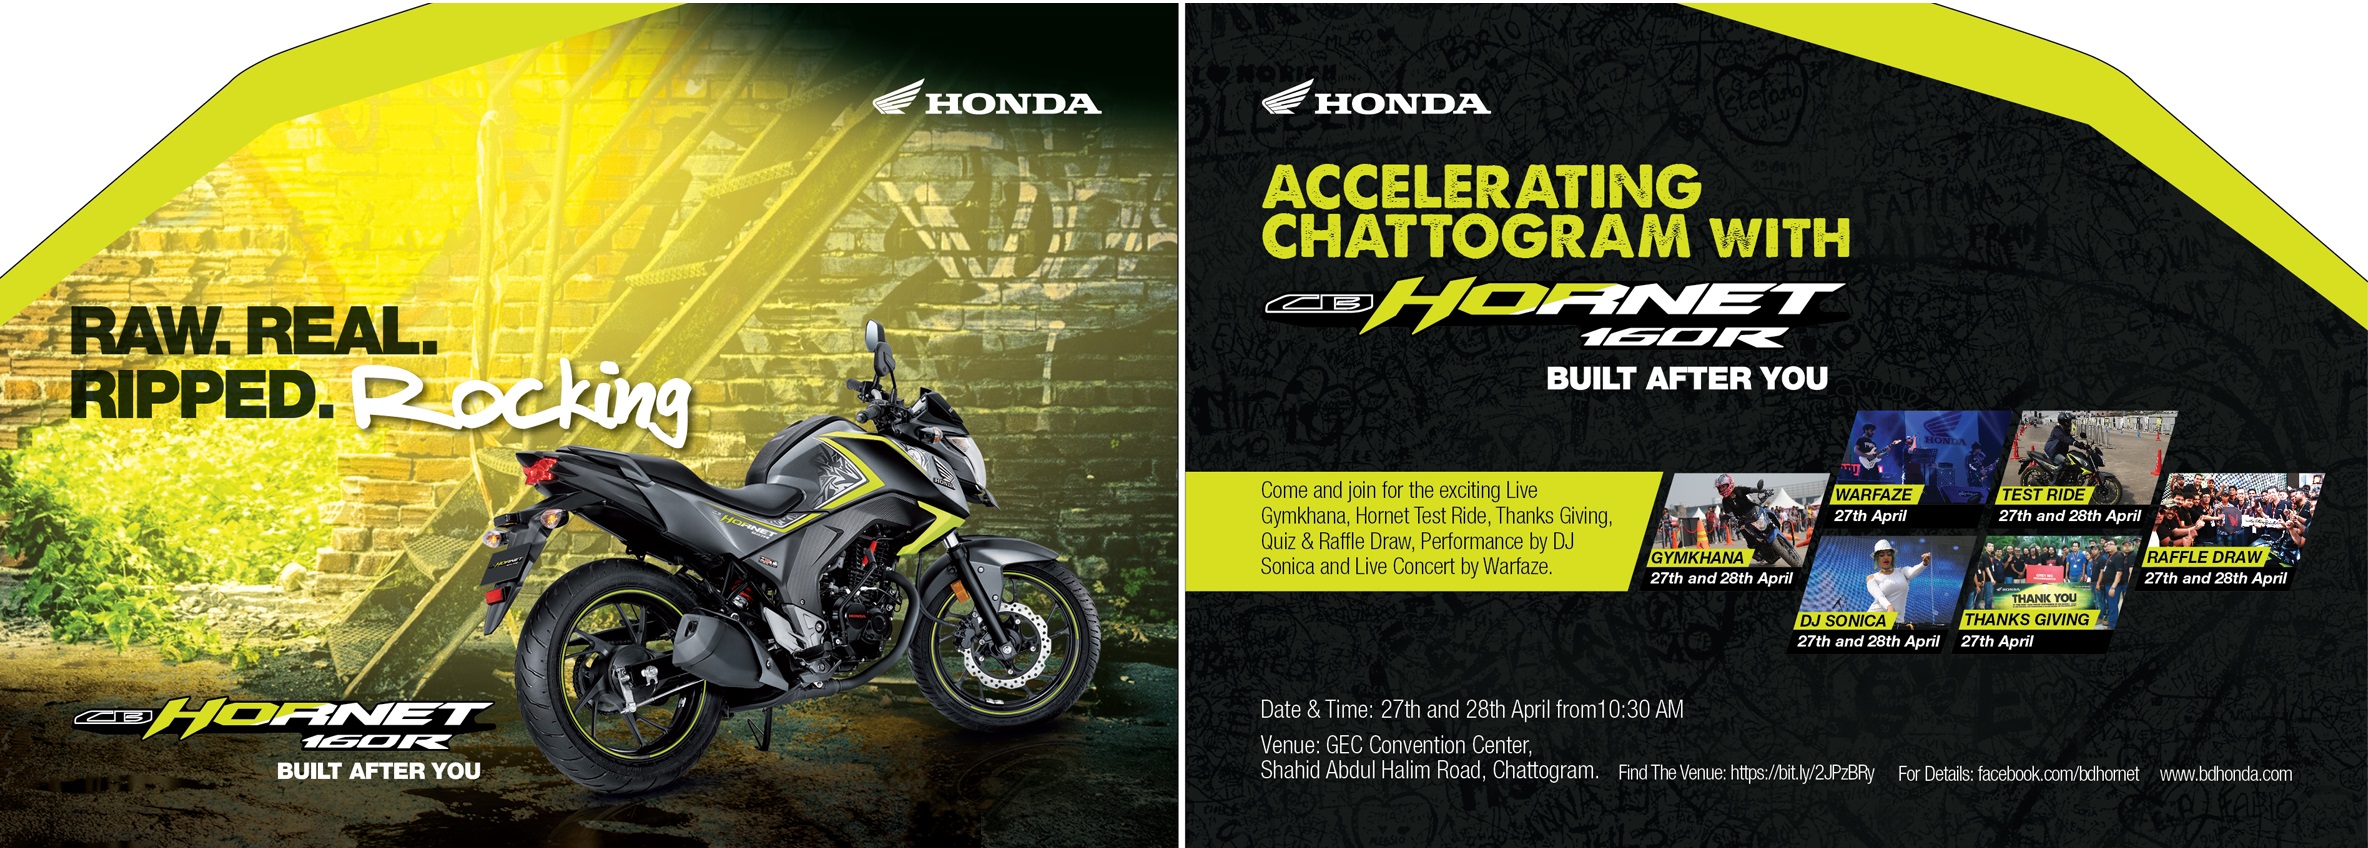 HONDA
RAW. REAL.
RIPPED. Rocking
HONDA
HORNET
HORNET
HONDA
CB HORNET
160R
BUILT AFTER YOU
HONDA
ACCELERATING
CHATTOGRAM WITH
CB HORNET
160R
BUILT AFTER YOU
Come and join for the exciting Live
Gymkhana, Hornet Test Ride, Thanks Giving,
Quiz & Raffle Draw, Performance by DJ
Sonica and Live Concert by Warfaze.
GYMKHANA
27th and 28th April
HONDA
WARFAZE
27th April
TEST RIDE
27th and 28th April
RAFFLE DRAW
27th and 28th April
DJ SONICA
27th and 28th April
THANK YOU
THANKS GIVING
27th April
Date & Time: 27th and 28th April from10:30 AM
Venue: GEC Convention Center,
Shahid Abdul Halim Road, Chattogram.
Find The Venue: https://bit.ly/2JPzBRy
For Details: facebook.com/bdhornet
www.bdhonda.com